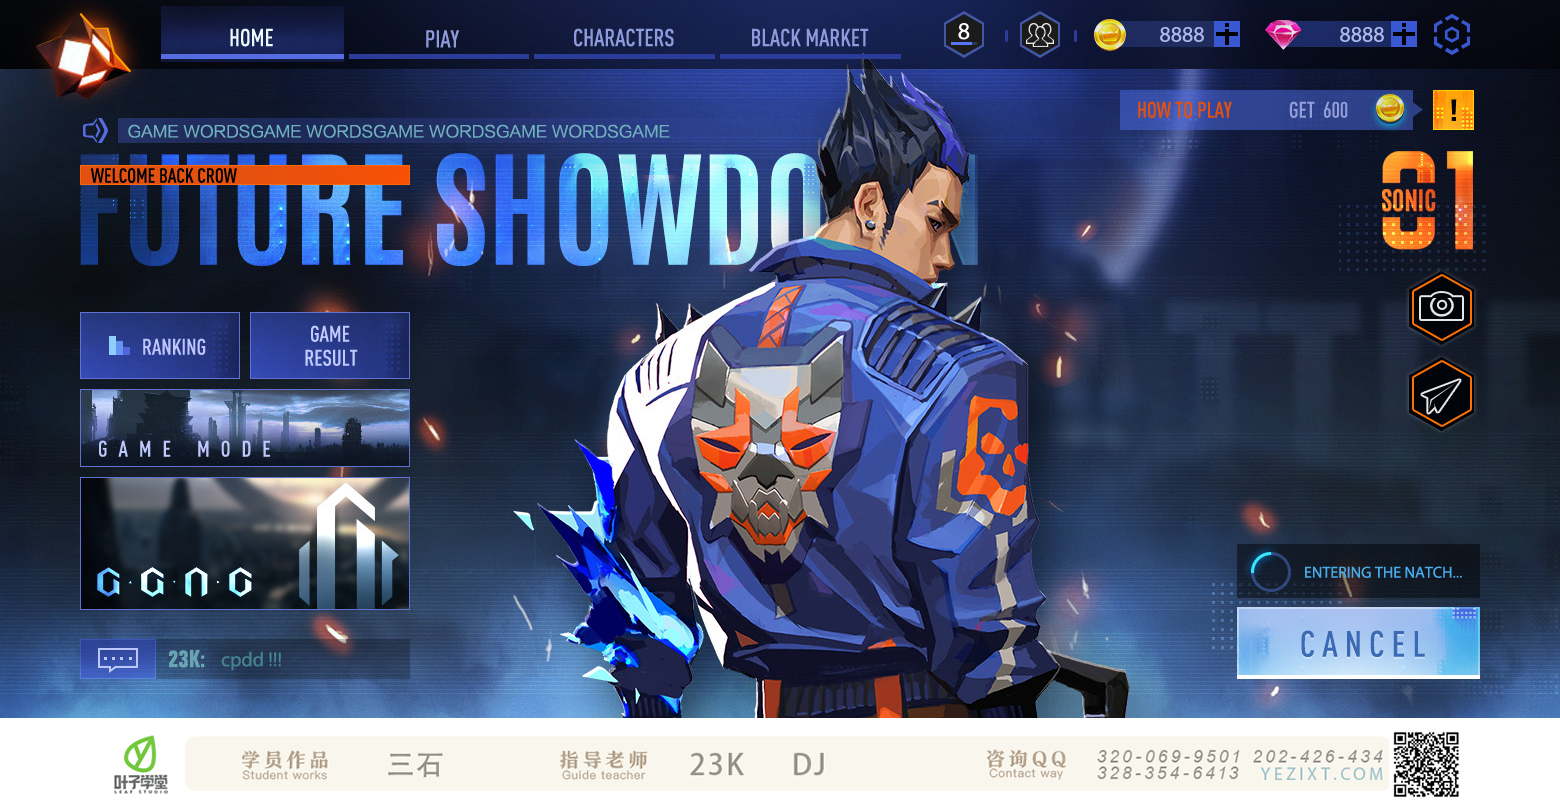 HOME
PLAY
CHARACTERS
BLACK MARKET
8
8888
8888
HOW TO PLAY
GET 600
!
GAME WORDSGAME WORDSGAME WORDSGAME WORDSGAME
WELCOME BACK CROW
FUTURE SHOWDO N
01
SONIC
RANKING
GAME
RESULT
GAME MODE
G·G·N·G
23K: cpdd !!!
ENTERING THE NATCH...
CANCEL
叶子学堂
LEAF STUDIO
学员作品
Student works
三石
指导老师
Guide teacher
23K
DJ
咨询QQ
Contact way
320-069-9501 202-426-434
328-354-6413 YEZIXT.COM